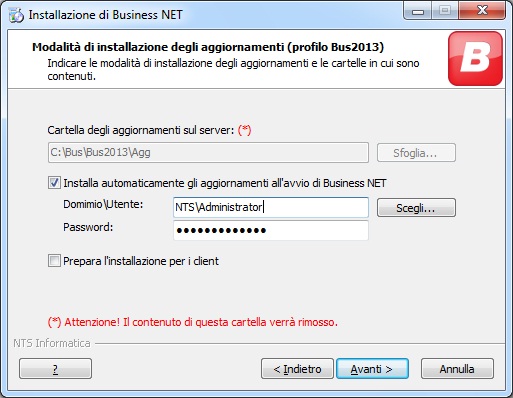 Installazione di Business NET
Modalità di installazione degli aggiornamenti (profilo Bus2013)
Indicare le modalità di installazione degli aggiornamenti e le cartelle in cui sono
contenuti.
B
Cartella degli aggiornamenti sul server: (*)
C:\Bus\Bus2013\Agg
Sfoglia...
Installa automaticamente gli aggiornamenti all'avvio di Business NET
Domimio\Utente:
NTS\Administrator
Scegli...
Password:
●●●●●●●●●●●●●
Prepara l'installazione per i client
(*) Attenzione! Il contenuto di questa cartella verrà rimosso.
NTS Informatica
?
< Indietro
Avanti >
Annulla